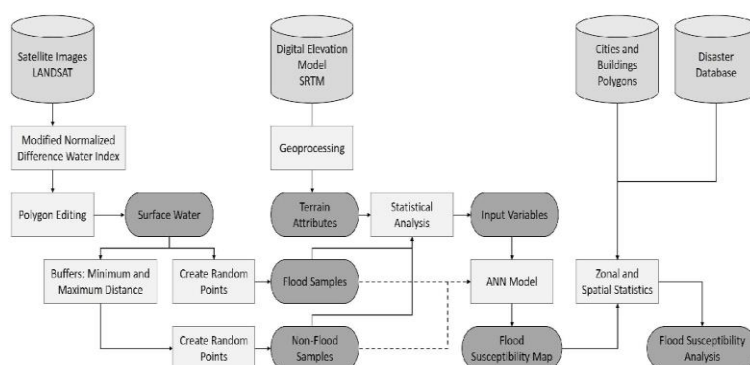 Satellite Images
LANDSAT
Digital Elevation
Model
SRTM
Cities and
Buildings
Polygons
Disaster
Database
Modified Normalized
Difference Water Index
Geoprocessing
Polygon Editing
Surface Water
Terrain
Attributes
Statistical
Analysis
Input Variables
Buffers: Minimum and
Maximum Distance
Create Random
Points
Flood Samples
ANN Model
Zonal and
Spatial Statistics
Create Random
Points
Non-Flood
Samples
Flood
Susceptibility Map
Flood Susceptibility
Analysis